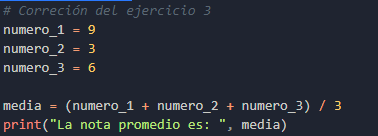 # Correción del ejercicio 3
numero_1 = 9
numero_2 = 3
numero_3 = 6
media = (numero_1 + numero_2 + numero_3) / 3
print("La nota promedio es: ", media)